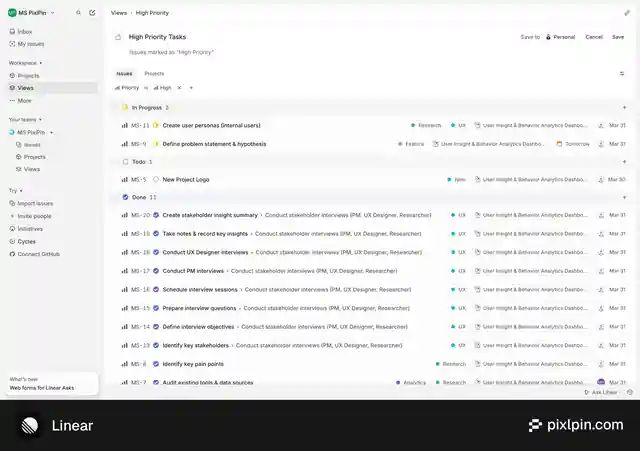 MS PixlPin
Views › High Priority
Inbox
My issues
High Priority Tasks
Save to Personal Cancel Save
Issues marked as "High Priority"
Workspace
Projects
Views
More
Issues Projects
Priority is High
Your teams
MS PixlPin
Issues
Projects
Views
Try
Import issues
Invite people
Initiatives
Cycles
Connect GitHub
In Progress
MS-11 Create user personas (internal users) Research UX User Insight & Behavior Analytics Dashbo... Mar 31
MS-9 Define problem statement & hypothesis Feature User Insight & Behavior Analytics Dashbo... Tomorrow Mar 31
Todo 1
MS-5 New Project Logo User Insight & Behavior Analytics Dashbo... Mar 30
Done 11
MS-20 Create stakeholder insight summary › Conduct stakeholder interviews (PM, UX Designer, Researcher) UX User Insight & Behavior Analytics Dashbo... Mar 31
MS-19 Take notes & record key insights › Conduct stakeholder interviews (PM, UX Designer, Researcher) UX User Insight & Behavior Analytics Dashbo... Mar 31
MS-18 Conduct UX Designer interviews › Conduct stakeholder interviews (PM, UX Designer, Researcher) UX User Insight & Behavior Analytics Dashbo... Mar 31
MS-17 Conduct PM interviews › Conduct stakeholder interviews (PM, UX Designer, Researcher) UX User Insight & Behavior Analytics Dashbo... Mar 31
MS-16 Schedule interview sessions › Conduct stakeholder interviews (PM, UX Designer, Researcher) UX User Insight & Behavior Analytics Dashbo... Mar 31
MS-15 Prepare interview questions › Conduct stakeholder interviews (PM, UX Designer, Researcher) UX User Insight & Behavior Analytics Dashbo... Mar 31
MS-14 Define interview objectives › Conduct stakeholder interviews (PM, UX Designer, Researcher) UX User Insight & Behavior Analytics Dashbo... Mar 31
MS-13 Identify key stakeholders › Conduct stakeholder interviews (PM, UX Designer, Researcher) UX User Insight & Behavior Analytics Dashbo... Mar 31
MS-8 Identify key pain points Research User Insight & Behavior Analytics Dashbo... Mar 31
MS-7 Audit existing tools & data sources Analytics Research User Insight & Behavior Analytics Dashbo... Mar 31
What's new
Web forms for Linear Asks
Ask Linear
Linear
pixlpin.com